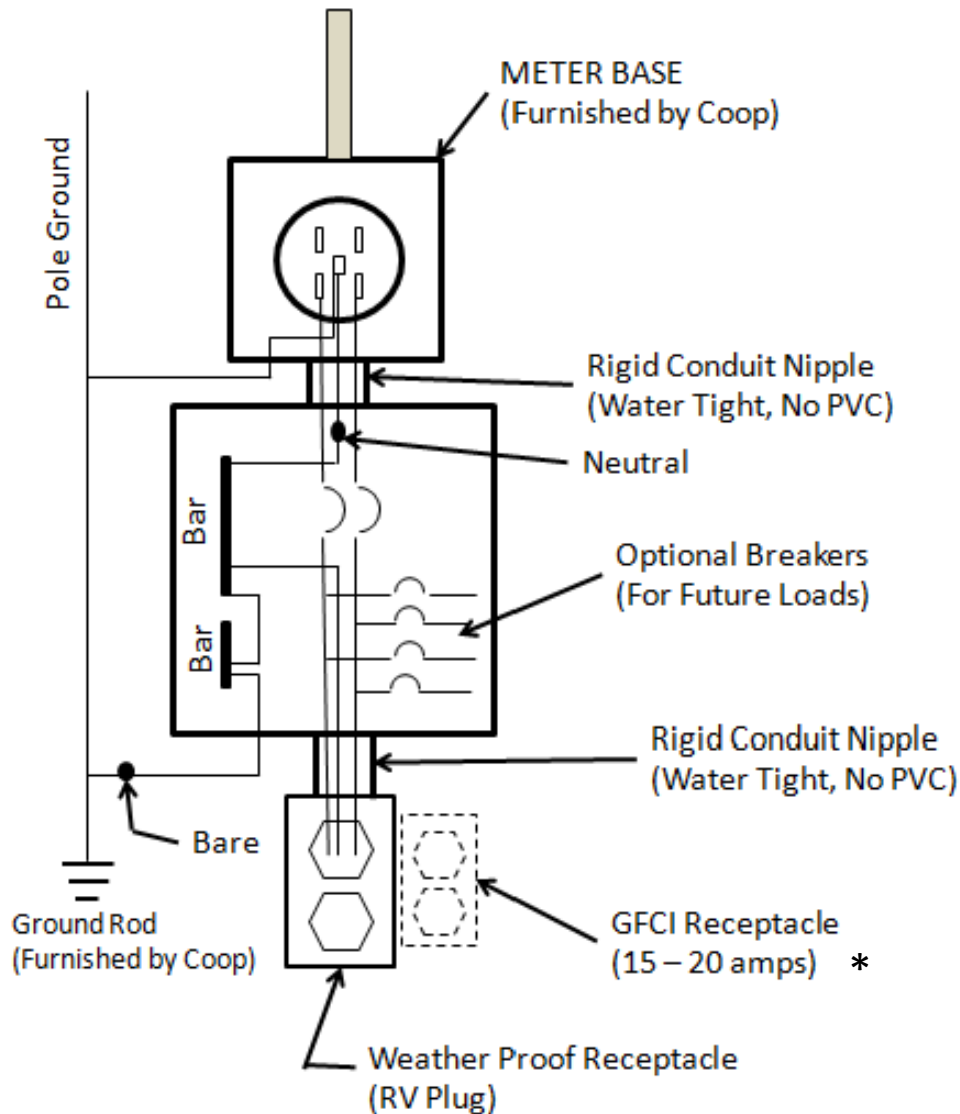 METER BASE
(Furnished by Coop)
Pole Ground
Rigid Conduit Nipple
(Water Tight, No PVC)
Neutral
Bar
Optional Breakers
(For Future Loads)
Bar
Rigid Conduit Nipple
(Water Tight, No PVC)
Bare
Ground Rod
(Furnished by Coop)
GFCI Receptacle
(15 – 20 amps) *
Weather Proof Receptacle
(RV Plug)